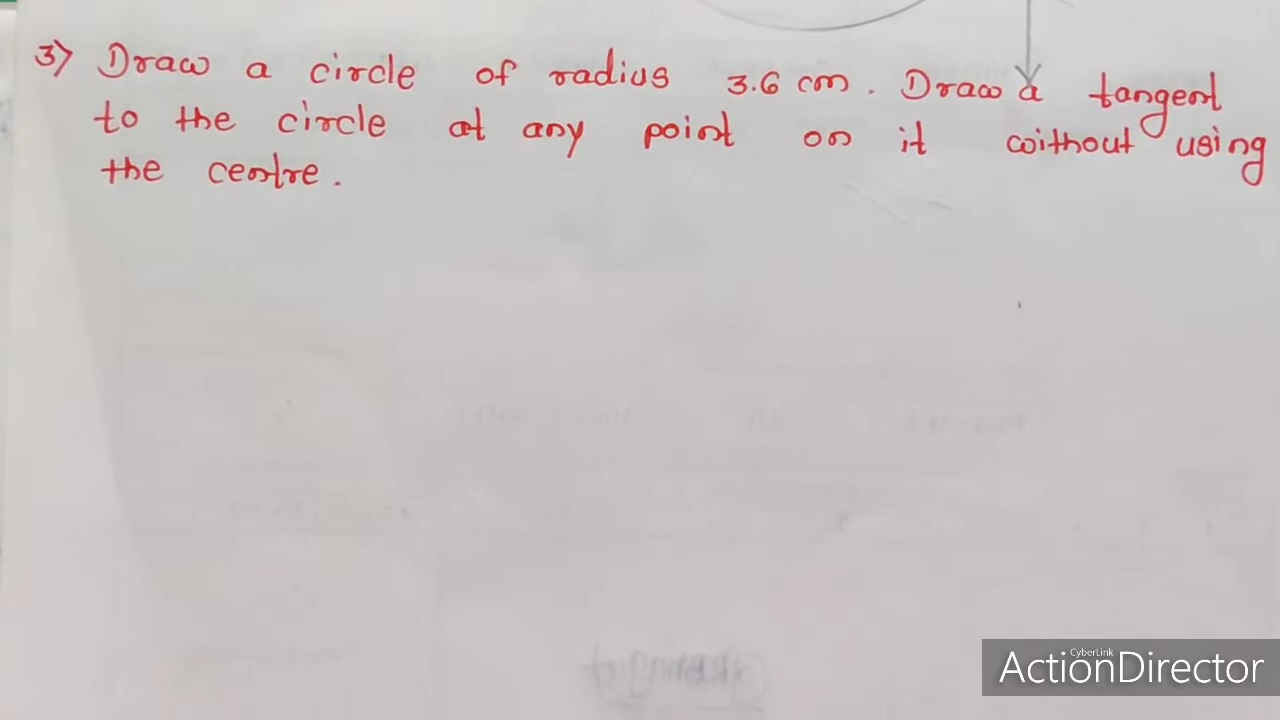 3) Draw a circle of radius 3.6 cm. Draw a tangent
to the circle at any point on it without using
the centre.
CyberLink
ActionDirector